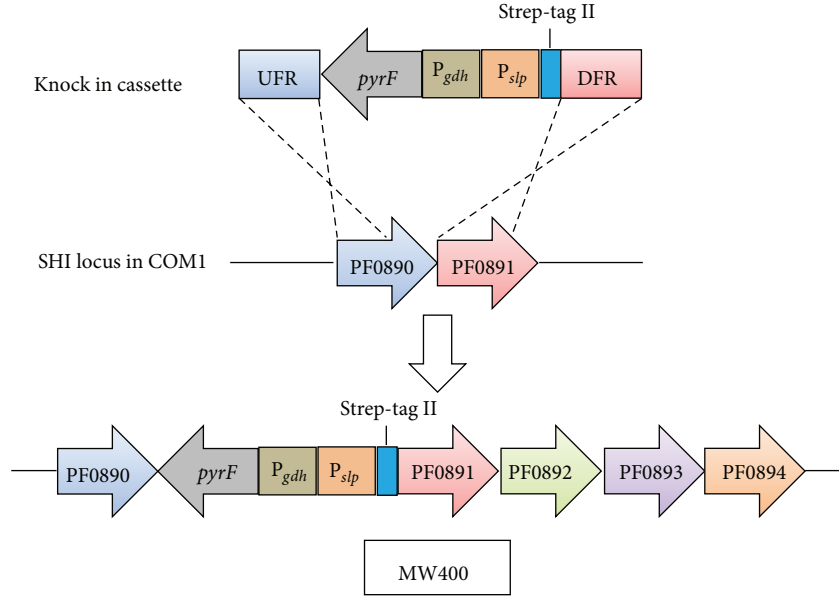 Strep-tag II
Knock in cassette
UFR
pyrF
Pgdh
Pslp
DFR
SHI locus in COM1
PF0890
PF0891
Strep-tag II
PF0890
pyrF
Pgdh
Pslp
PF0891
PF0892
PF0893
PF0894
MW400